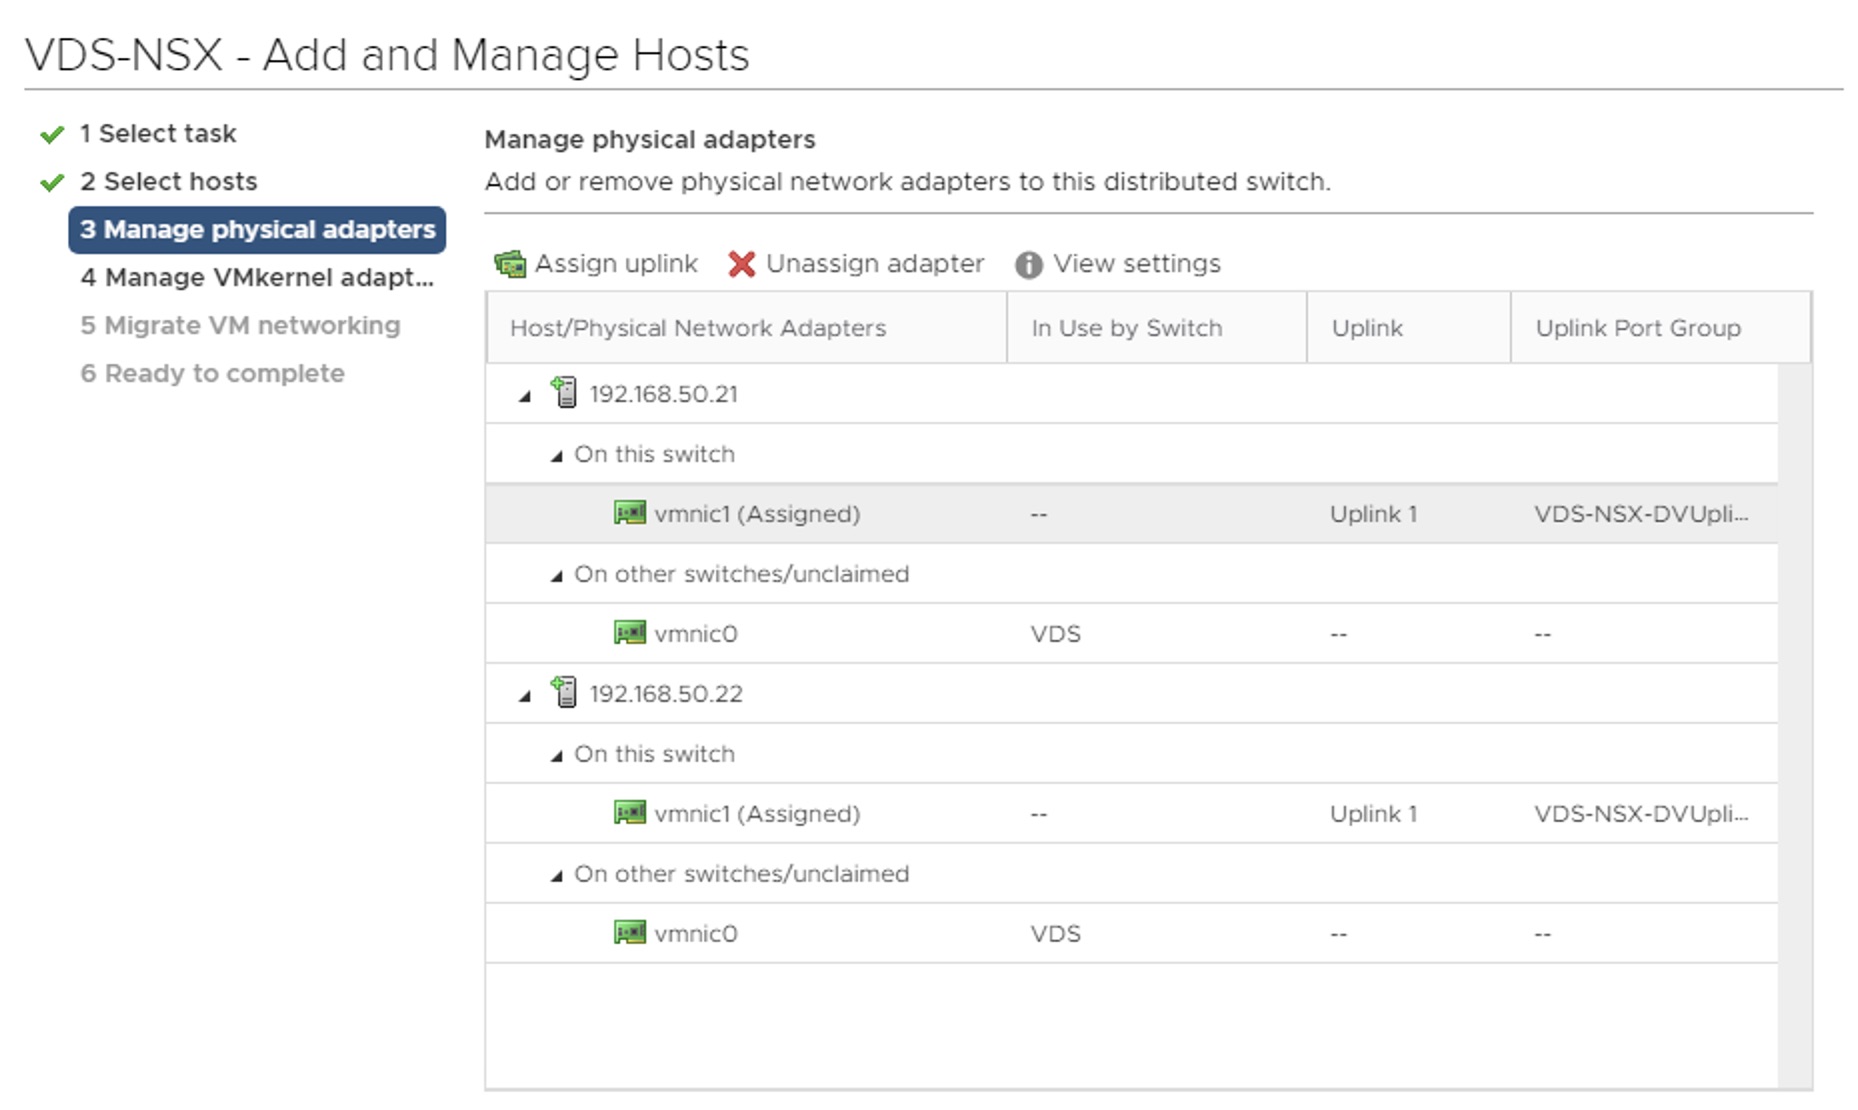 VDS-NSX - Add and Manage Hosts
1 Select task
2 Select hosts
3 Manage physical adapters
4 Manage VMkernel adapt...
5 Migrate VM networking
6 Ready to complete
Manage physical adapters
Add or remove physical network adapters to this distributed switch.
Assign uplink Unassign adapter View settings
Host/Physical Network Adapters In Use by Switch Uplink Uplink Port Group
192.168.50.21
On this switch
vmnic1 (Assigned) -- Uplink 1 VDS-NSX-DVUpli...
On other switches/unclaimed
vmnic0 VDS -- --
192.168.50.22
On this switch
vmnic1 (Assigned) -- Uplink 1 VDS-NSX-DVUpli...
On other switches/unclaimed
vmnic0 VDS -- --